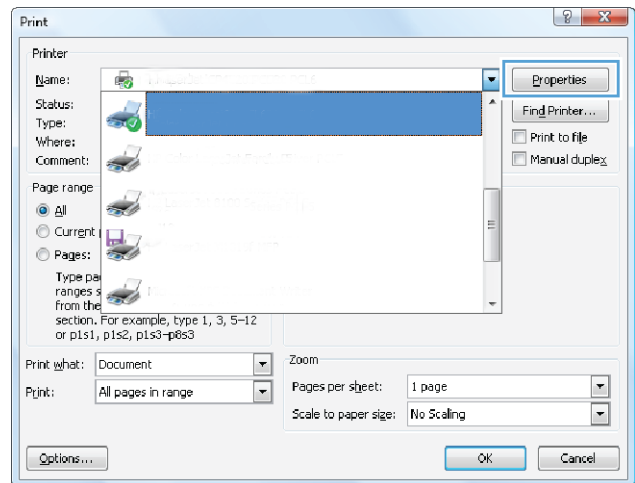 Print
Printer
Name:
Properties
Status:
Find Printer...
Type:
Print to file
Where:
Comment:
Manual duplex
Page range
All
Current
Pages:
Type
ranges
from the
section. For example, type 1, 3, 5–12
or p1s1, p1s2, p1s3–p8s3
Print what: Document
Print: All pages in range
Zoom
Pages per sheet: 1 page
Scale to paper size: No Scaling
Options...
OK
Cancel